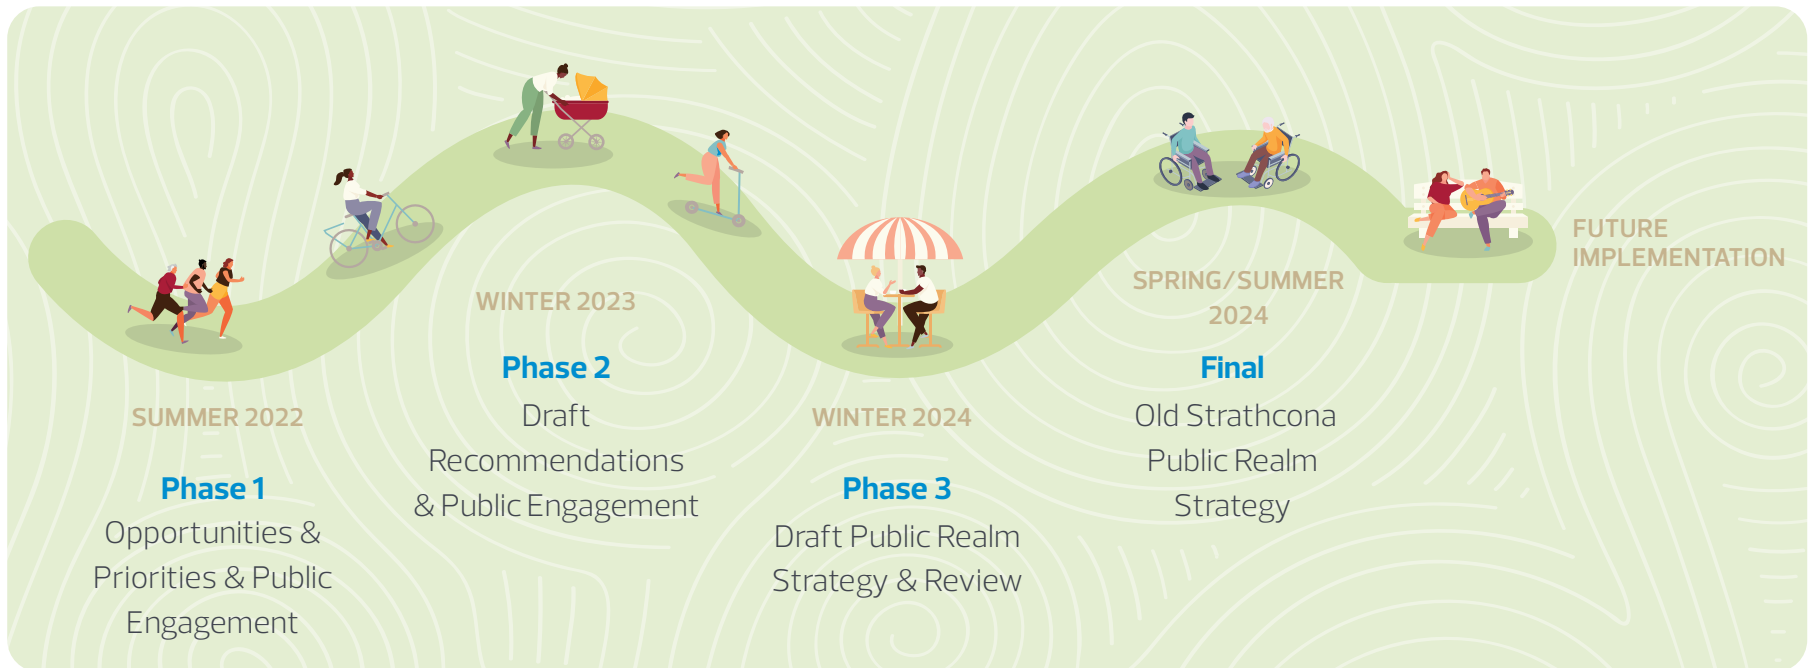 SUMMER 2022
Phase 1
Opportunities &
Priorities & Public
Engagement
WINTER 2023
Phase 2
Draft
Recommendations
& Public Engagement
WINTER 2024
Phase 3
Draft Public Realm
Strategy & Review
SPRING/SUMMER
2024
Final
Old Strathcona
Public Realm
Strategy
FUTURE
IMPLEMENTATION